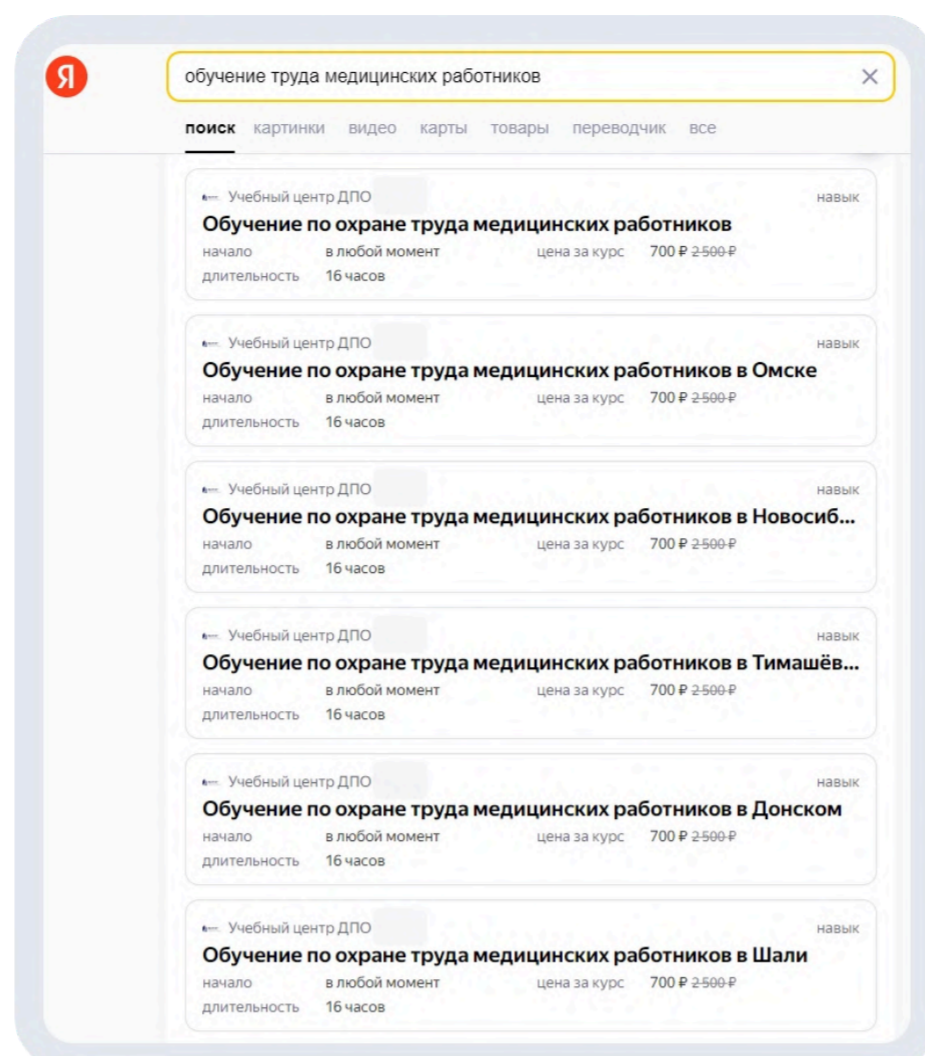 Я
обучение труда медицинских работников
поиск картинки видео карты товары переводчик все
Учебный центр ДПО навык
Обучение по охране труда медицинских работников
начало в любой момент цена за курс 700 ₽ 2 500 ₽
длительность 16 часов
Учебный центр ДПО навык
Обучение по охране труда медицинских работников в Омске
начало в любой момент цена за курс 700 ₽ 2 500 ₽
длительность 16 часов
Учебный центр ДПО навык
Обучение по охране труда медицинских работников в Новосиб...
начало в любой момент цена за курс 700 ₽ 2 500 ₽
длительность 16 часов
Учебный центр ДПО навык
Обучение по охране труда медицинских работников в Тимашёв...
начало в любой момент цена за курс 700 ₽ 2 500 ₽
длительность 16 часов
Учебный центр ДПО навык
Обучение по охране труда медицинских работников в Донском
начало в любой момент цена за курс 700 ₽ 2 500 ₽
длительность 16 часов
Учебный центр ДПО навык
Обучение по охране труда медицинских работников в Шали
начало в любой момент цена за курс 700 ₽ 2 500 ₽
длительность 16 часов